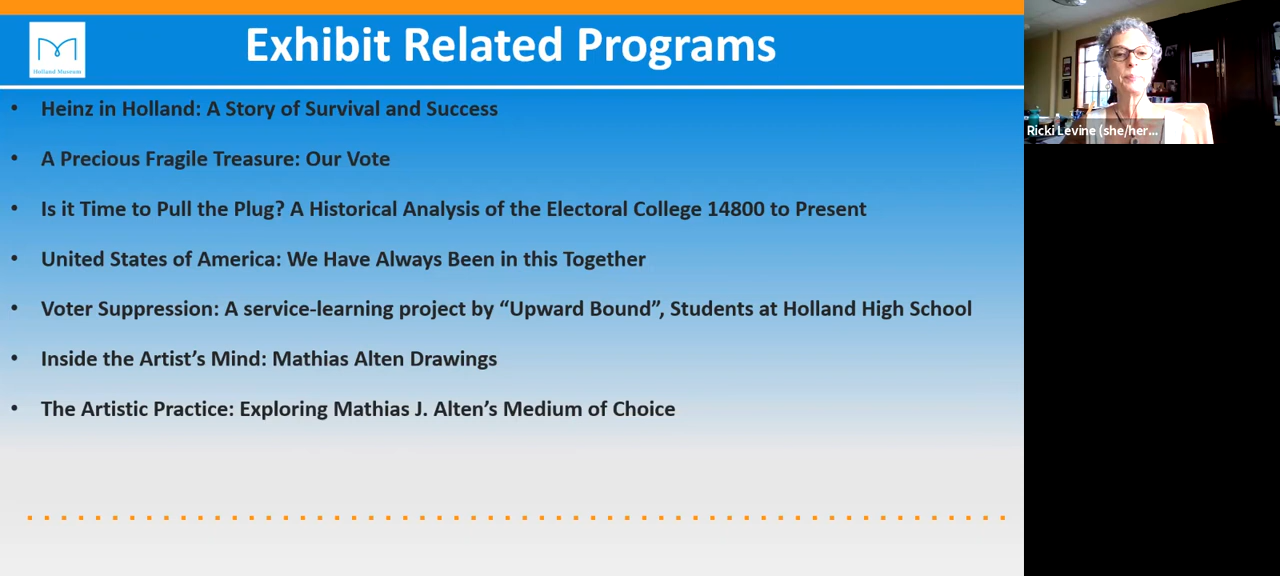 Exhibit Related Programs
Holland Museum
• Heinz in Holland: A Story of Survival and Success
• A Precious Fragile Treasure: Our Vote
• Is it Time to Pull the Plug? A Historical Analysis of the Electoral College 14800 to Present
• United States of America: We Have Always Been in this Together
• Voter Suppression: A service-learning project by “Upward Bound”, Students at Holland High School
• Inside the Artist’s Mind: Mathias Alten Drawings
• The Artistic Practice: Exploring Mathias J. Alten’s Medium of Choice
Ricki Levine (she/her...